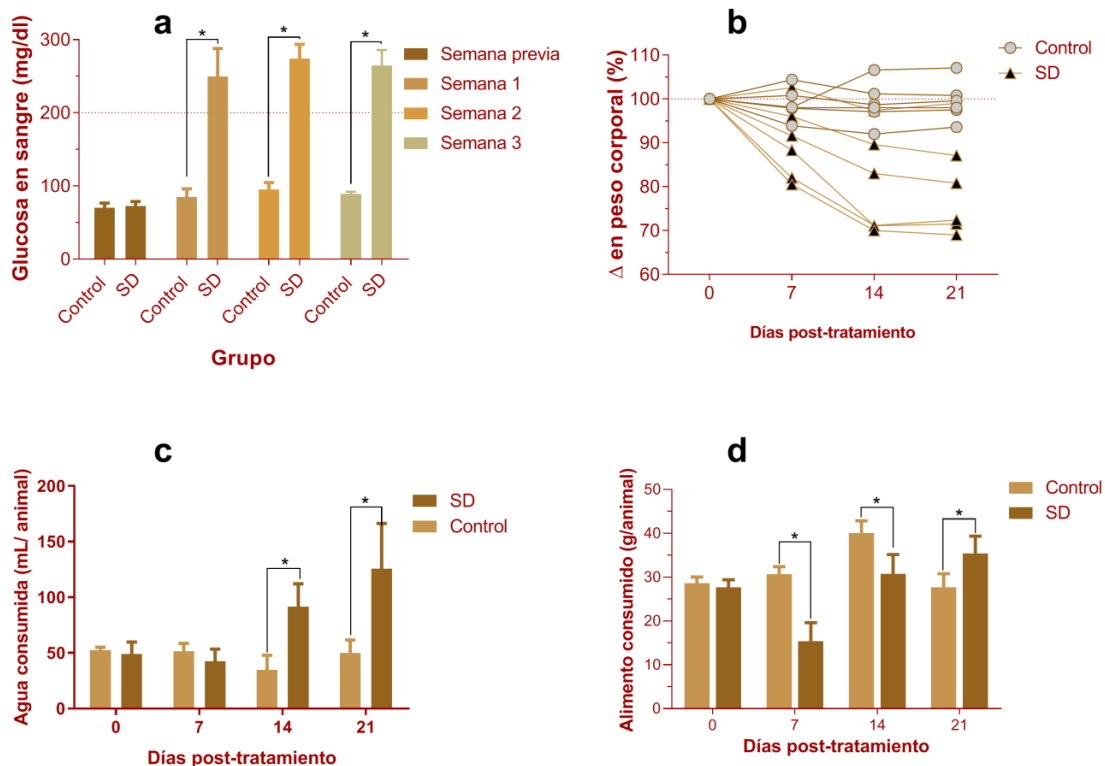 a
Glucosa en sangre (mg/dl)
300
200
100
0
*
*
*
Control
SD
Control
SD
Control
SD
Control
SD
Grupo
Semana previa
Semana 1
Semana 2
Semana 3
b
Δ en peso corporal (%)
110
100
90
80
70
60
0 7 14 21
Días post-tratamiento
Control
SD
c
Agua consumida (mL/ animal)
200
150
100
50
0
*
*
0 7 14 21
Días post-tratamiento
SD
Control
d
Alimento consumido (g/animal)
50
40
30
30
20
10
0
*
*
*
0 7 14 21
Días post-tratamiento
Control
SD